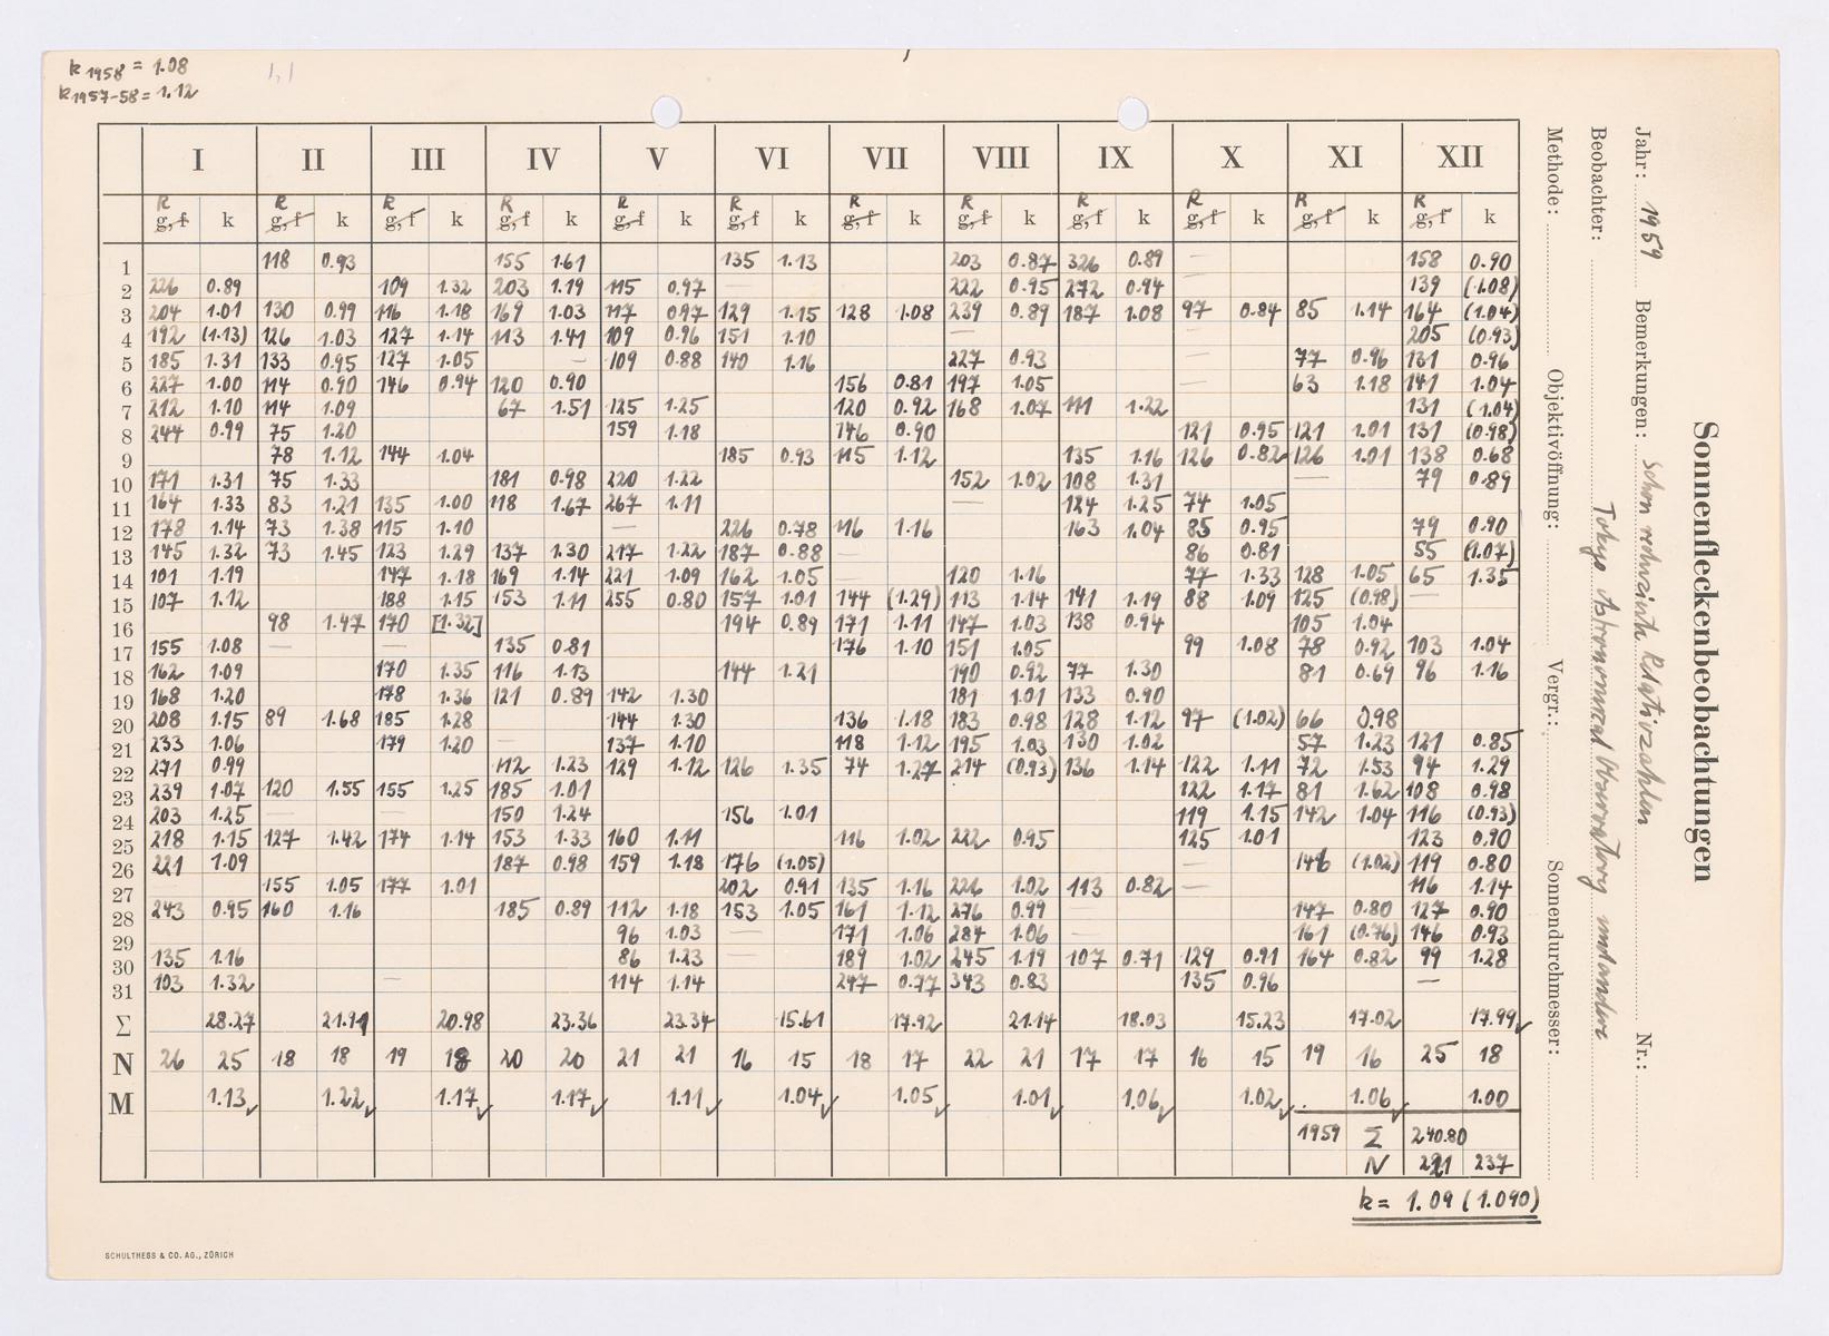 k 1958 = 1.08
k 1957-58 = 1.12
1,1
Sonnenfleckenbeobachtungen
Jahr: 1959 Bemerkungen: schon reduzierte Relativzahlen Nr.:
Beobachter: Tokyo Astronomical Observatory
Methode: Objektivöffnung: Vergr.: Sonnendurchmesser:
I II III IV V VI VII VIII IX X XI XII
R R R R R R R R R R R R
g,f k g,f k g,f k g,f k g,f k g,f k g,f k g,f k g,f k g,f k g,f k g,f k
1 118 0.93 155 1.61 135 1.13 203 0.87 326 0.89 — 158 0.90
2 226 0.89 109 1.32 203 1.19 115 0.97 — 222 0.95 272 0.94 139 (1.08)
3 204 1.01 130 0.99 116 1.18 169 1.03 117 0.97 129 1.15 128 1.08 239 0.89 187 1.08 97 0.84 85 1.14 164 (1.04)
4 192 (1.13) 126 1.03 127 1.14 113 1.41 109 0.96 151 1.10 — — 205 (0.93)
5 185 1.31 133 0.95 127 1.05 — 109 0.88 140 1.16 227 0.93 — 77 0.96 131 0.96
6 227 1.00 114 0.90 146 0.94 120 0.90 156 0.81 197 1.05 — 63 1.18 141 1.04
7 212 1.10 114 1.09 67 1.51 125 1.25 120 0.92 168 1.07 111 1.22 131 (1.04)
8 244 0.99 75 1.20 159 1.18 146 0.90 121 0.95 121 1.01 131 (0.98)
9 78 1.12 144 1.04 185 0.93 115 1.12 135 1.16 126 0.82 126 1.01 138 0.68
10 171 1.31 75 1.33 181 0.98 220 1.22 152 1.02 108 1.31 — 79 0.89
11 164 1.33 83 1.21 135 1.00 118 1.67 267 1.11 — 124 1.25 74 1.05
12 178 1.14 73 1.38 115 1.10 — 226 0.78 116 1.16 163 1.04 85 0.95 79 0.90
13 145 1.32 73 1.45 123 1.29 137 1.30 217 1.22 187 0.88 — 86 0.81 55 (1.07)
14 101 1.19 147 1.18 169 1.14 221 1.09 162 1.05 — 120 1.16 77 1.33 128 1.05 65 1.35
15 107 1.12 188 1.15 153 1.11 255 0.80 157 1.01 144 (1.29) 113 1.14 141 1.19 88 1.09 125 (0.98) —
16 98 1.47 170 [1.32] 194 0.89 171 1.11 147 1.03 138 0.94 105 1.04
17 155 1.08 — — 135 0.81 176 1.10 151 1.05 99 1.08 78 0.92 103 1.04
18 162 1.09 170 1.35 116 1.13 144 1.21 190 0.92 77 1.30 81 0.69 96 1.16
19 168 1.20 178 1.36 121 0.89 142 1.30 181 1.01 133 0.90
20 208 1.15 89 1.68 185 1.28 144 1.30 136 1.18 183 0.98 128 1.12 97 (1.02) 66 0.98
21 233 1.06 179 1.20 — 137 1.10 118 1.12 195 1.03 130 1.02 57 1.23 121 0.85
22 271 0.99 112 1.23 129 1.12 126 1.35 74 1.27 214 (0.93) 136 1.14 122 1.11 72 1.53 94 1.29
23 239 1.07 120 1.55 155 1.25 185 1.01 122 1.17 81 1.62 108 0.98
24 203 1.25 — — 150 1.24 156 1.01 119 1.15 142 1.04 116 (0.93)
25 218 1.15 127 1.42 174 1.14 153 1.33 160 1.11 116 1.02 222 0.95 125 1.01 123 0.90
26 221 1.09 187 0.98 159 1.18 176 (1.05) — 146 (1.02) 119 0.80
27 155 1.05 177 1.01 202 0.91 135 1.16 226 1.02 113 0.82 — 116 1.14
28 243 0.95 160 1.16 185 0.89 112 1.18 153 1.05 161 1.12 276 0.99 — 147 0.80 127 0.90
29 96 1.03 — 171 1.06 284 1.06 — 161 (0.76) 146 0.93
30 135 1.16 86 1.23 — 189 1.02 245 1.19 107 0.71 129 0.91 164 0.82 99 1.28
31 103 1.32 — 114 1.14 247 0.77 343 0.83 135 0.96 —
Σ 28.27 20.98 23.36 23.34 15.61 17.92 21.14 18.03 15.23 17.02 17.99
N 26 25 18 18 19 18 20 20 21 21 16 15 18 17 22 21 17 17 16 15 19 16 25 18
M 1.13 1.22 1.17 1.17 1.11 1.04 1.05 1.01 1.06 1.02 1.06 1.00
1959 Σ 240.80
N 237
k = 1.09 (1.090)
SCHULTHESS & CO. AG., ZÜRICH